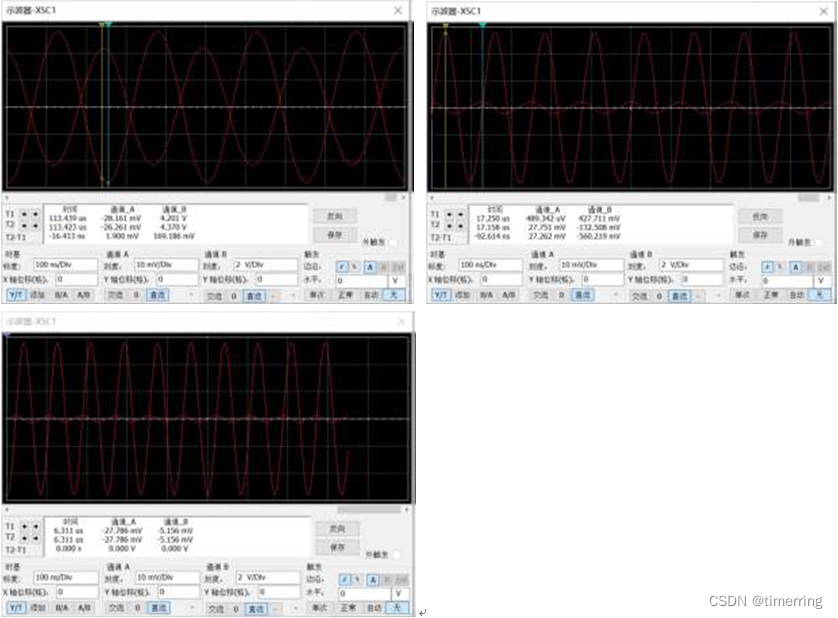 示波器-XSC1
T1
T2
T2-T1
时间 通道_A 通道_B
113.439 us -28.161 mV 4.201 V
113.423 us -26.261 mV 4.370 V
-16.413 ns 1.900 mV 169.186 mV
反向
保存
外触发
时基
标度: 100 ns/Div
X 轴位移(格): 0
Y/T 添加 B/A A/B
通道 A
刻度: 10 mV/Div
Y 轴位移(格): 0
交流 0 直流
通道 B
刻度: 2 V/Div
Y 轴位移(格): 0
交流 0 直流 -
触发
边沿: A B Ext
水平: 0 V
单次 正常 自动 无
示波器-XSC1
T1
T2
T2-T1
时间 通道_A 通道_B
17.250 us 489.342 uV 427.711 mV
17.158 us 27.751 mV -132.508 mV
-92.614 ns 27.262 mV -560.219 mV
反向
保存
外触发
时基
标度: 100 ns/Div
X 轴位移(格): 0
Y/T 添加 B/A A/B
通道 A
刻度: 10 mV/Div
Y 轴位移(格): 0
交流 0 直流
通道 B
刻度: 2 V/Div
Y 轴位移(格): 0
交流 0 直流 -
触发
边沿: A B Ext
水平: 0 V
单次 正常 自动 无
示波器-XSC1
T1
T2
T2-T1
时间 通道_A 通道_B
6.311 us -27.786 mV -5.156 mV
6.311 us -27.786 mV -5.156 mV
0.000 s 0.000 V 0.000 V
反向
保存
外触发
时基
标度: 100 ns/Div
X 轴位移(格): 0
Y/T 添加 B/A A/B
通道 A
刻度: 10 mV/Div
Y 轴位移(格): 0
交流 0 直流
通道 B
刻度: 2 V/Div
Y 轴位移(格): 0
交流 0 直流 -
触发
边沿: A B Ext
水平: 0 V
单次 正常 自动 无
CSDN @timerring